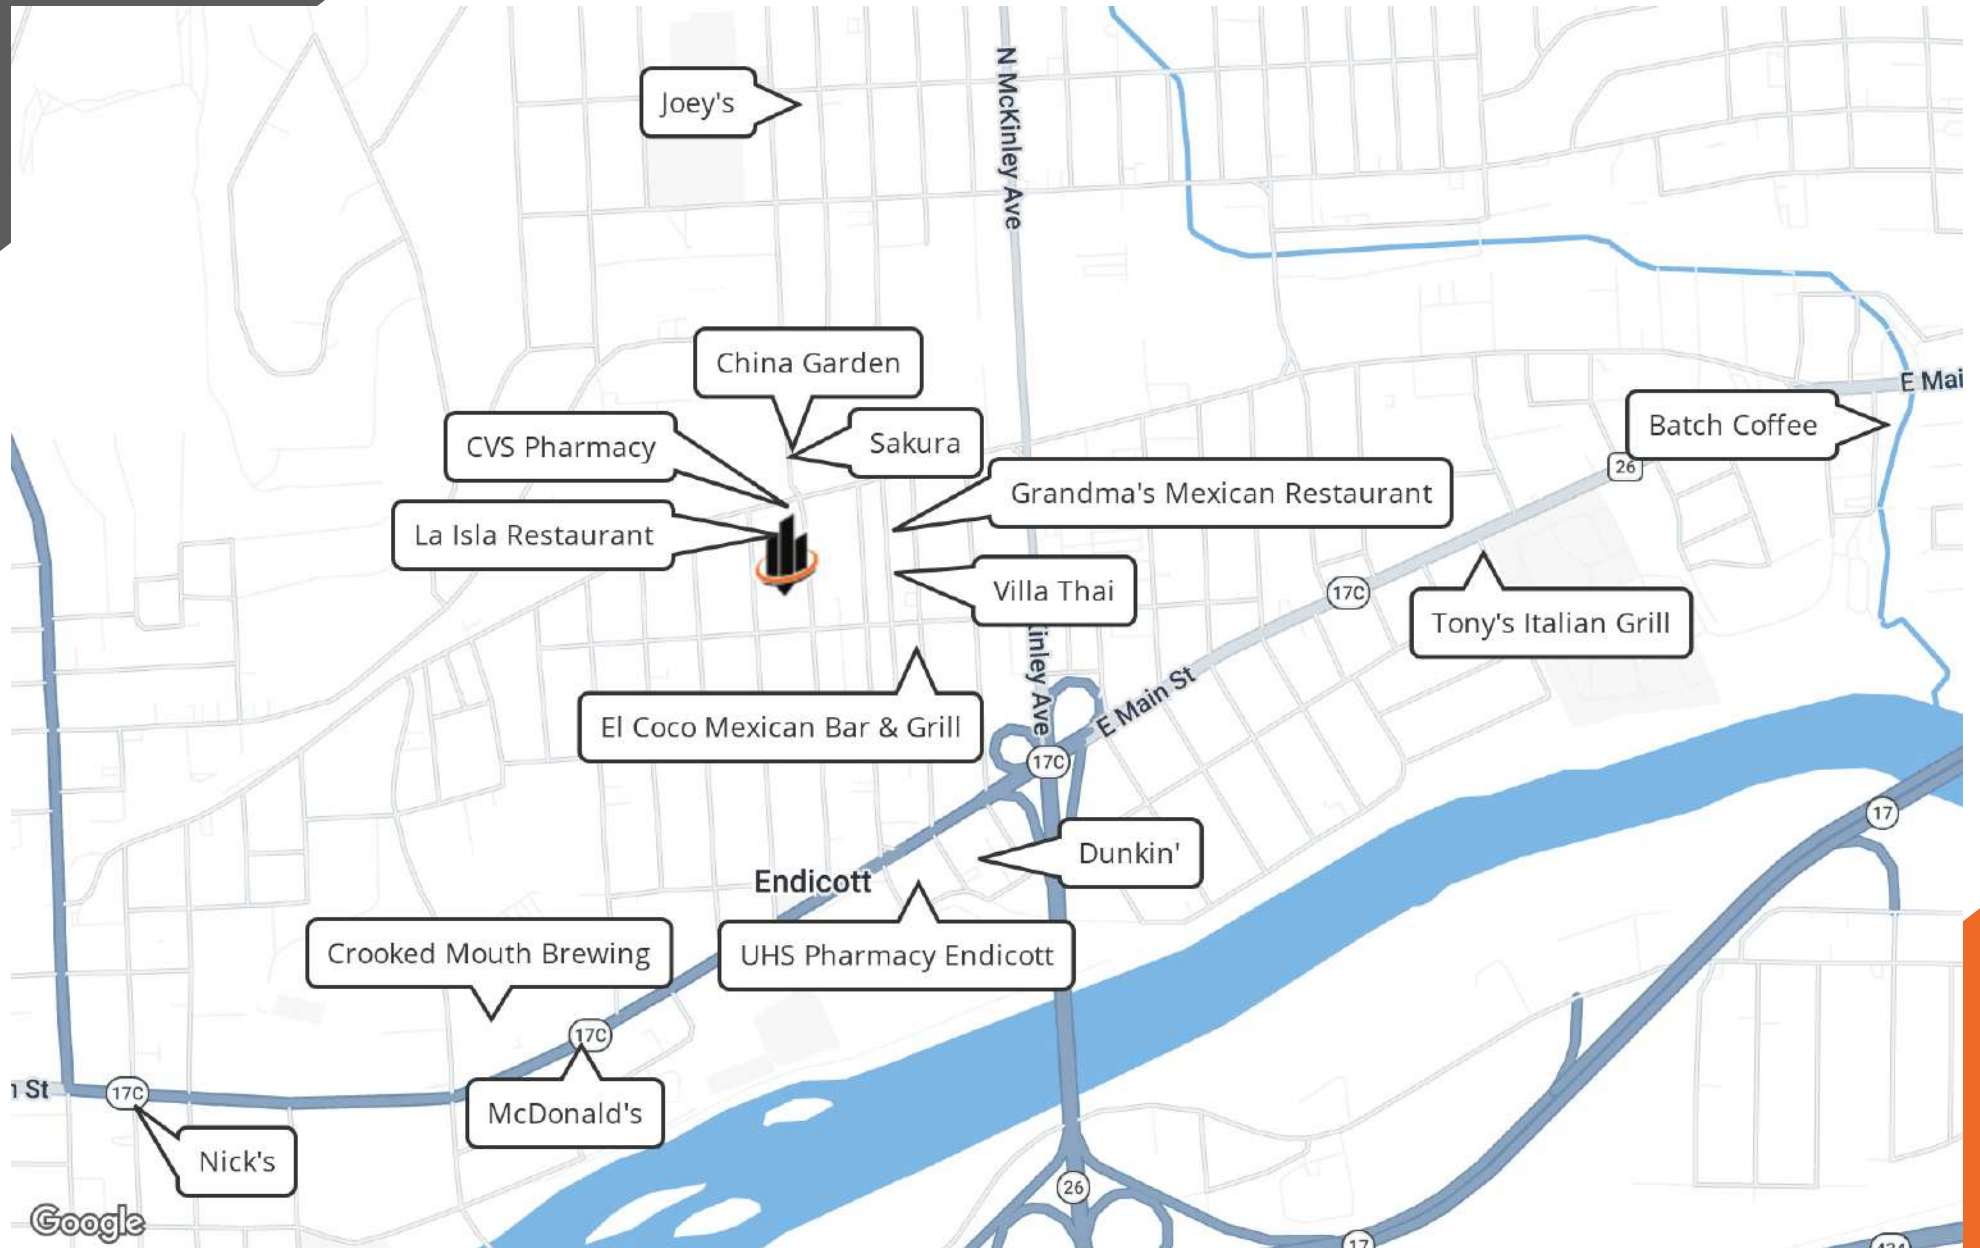 N McKinley Ave
Joey's
China Garden
E Mai
Batch Coffee
CVS Pharmacy
Sakura
26
Grandma's Mexican Restaurant
La Isla Restaurant
Villa Thai
17C
Tony's Italian Grill
Kinley Ave
E Main St
El Coco Mexican Bar & Grill
17C
17
Dunkin'
Endicott
Crooked Mouth Brewing
UHS Pharmacy Endicott
17C
n St
17C
McDonald's
Nick's
26
Google
17
434